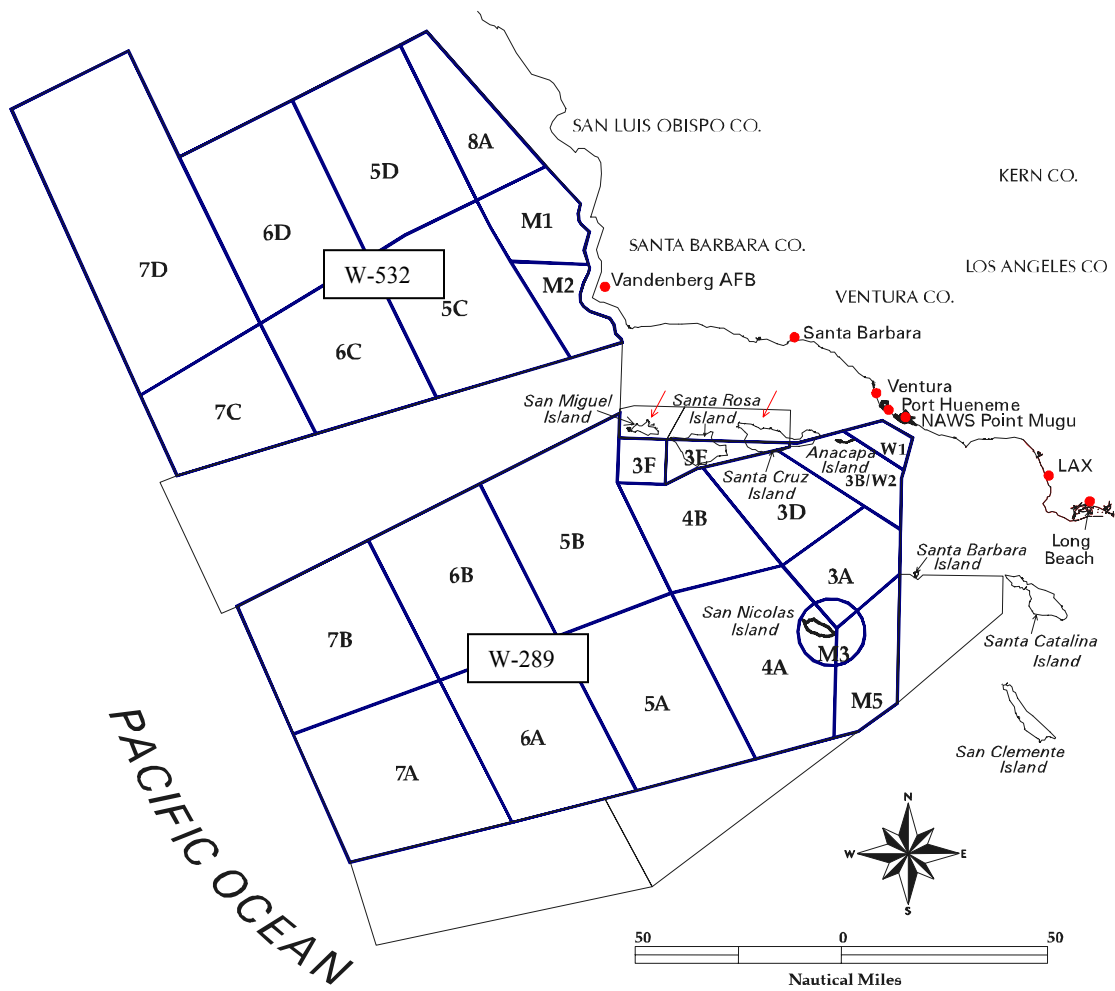 SAN LUIS OBISPO CO.
8A
5D
KERN CO.
M1
6D
SANTA BARBARA CO.
7D
W-532
LOS ANGELES CO
M2
Vandenberg AFB
5C
VENTURA CO.
Santa Barbara
6C
Ventura
Port Hueneme
NAWS Point Mugu
San Miguel
Island
Santa Rosa
Island
7C
Anacapa
Island
W1
3F
3E
Santa Cruz
Island
3B/W2
LAX
4B
3D
5B
Long
Beach
Santa Barbara
Island
6B
3A
San Nicolas
Island
7B
Santa Catalina
Island
W-289
M3
4A
5A
M5
6A
7A
San Clemente
Island
PACIFIC OCEAN
N
W
E
S
50
0
50
Nautical Miles